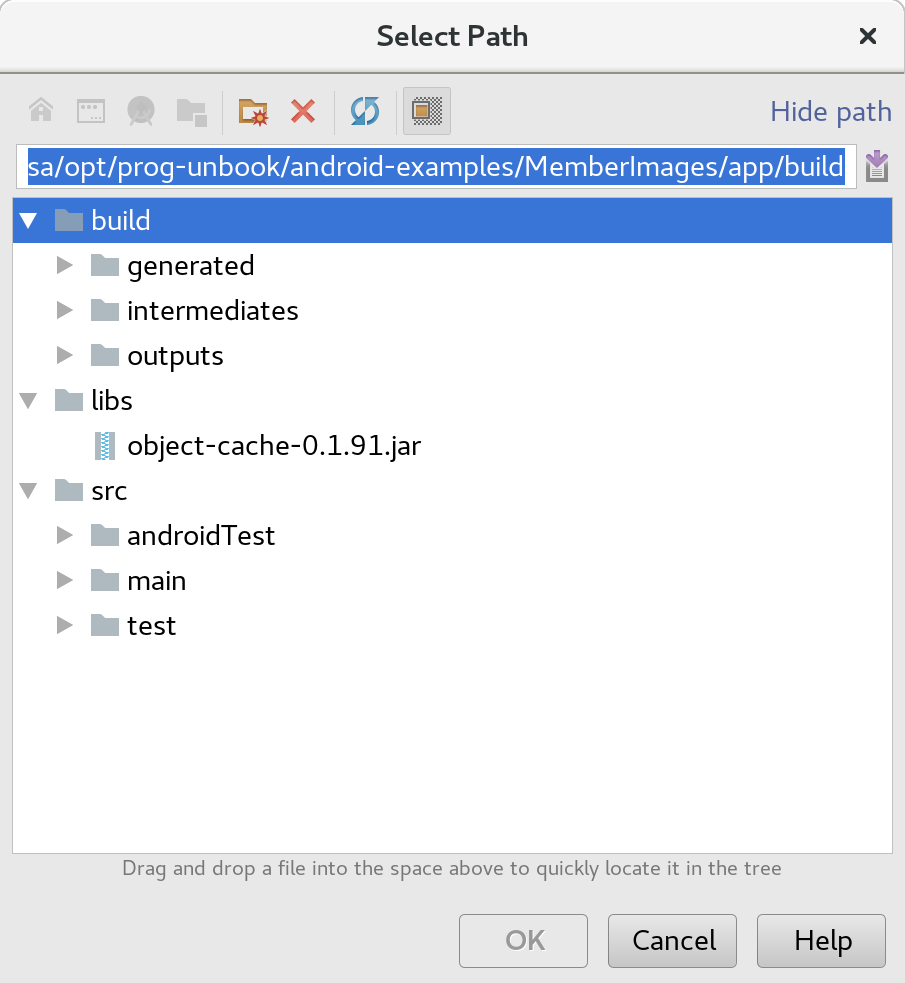 Select Path
Hide path
sa/opt/prog-unbook/android-examples/MemberImages/app/build
build
generated
intermediates
outputs
libs
object-cache-0.1.91.jar
src
androidTest
main
test
Drag and drop a file into the space above to quickly locate it in the tree
OK Cancel Help